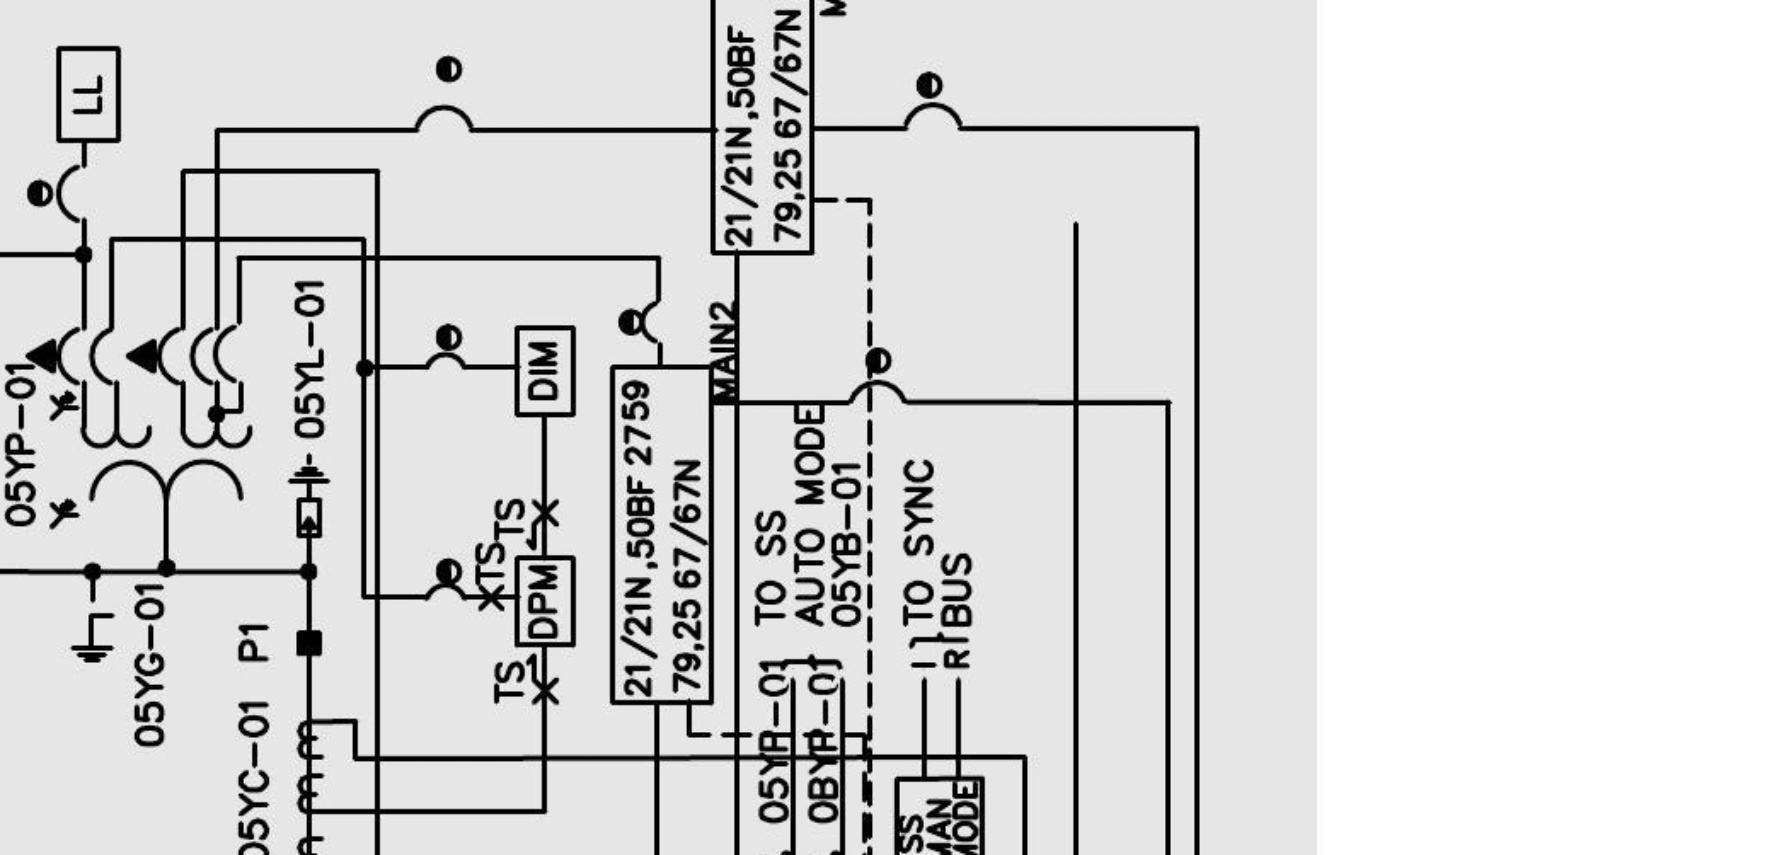 LL
21/21N,50BF
79,25 67/67N
05YP-01
05YL-01
DIM
MAIN2
21/21N,50BF 2759
79,25 67/67N
TS
TS
DPM
TS
TO SS
AUTO MODE
05YB-01
TO SYNC
BUS
I
R
05YG-01
P1
05YC-01
05YR-01
0BYR-01
SS
MAN
MODE